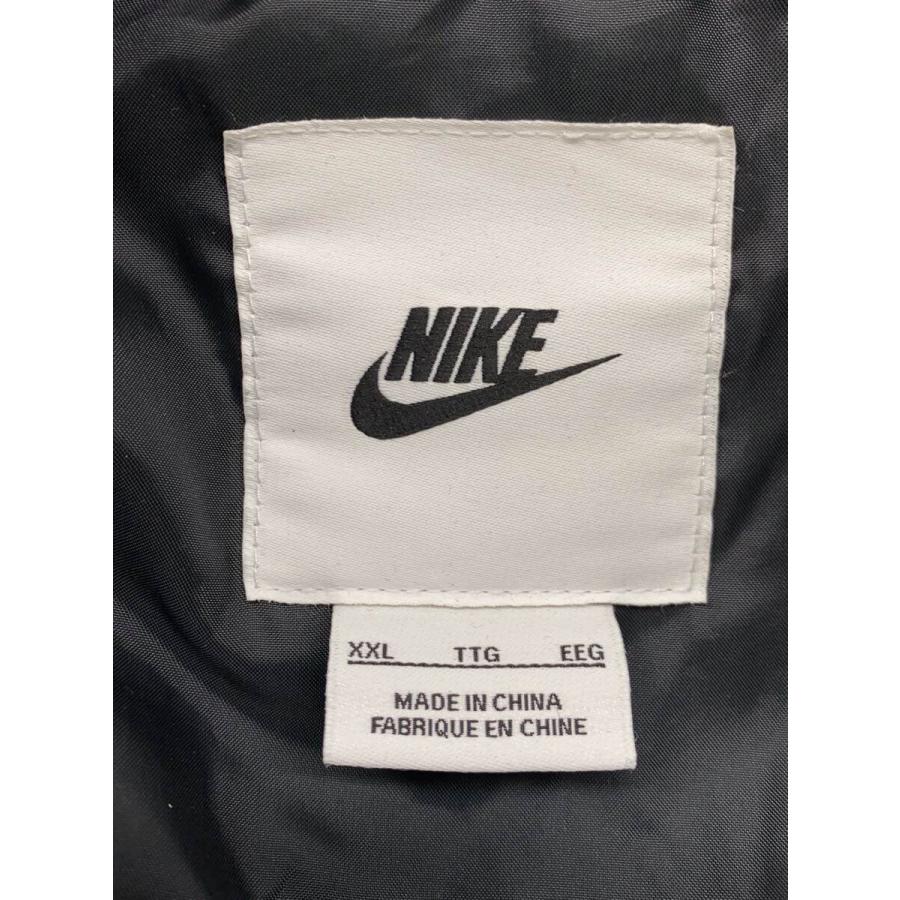 NIKE
XXL TTG EEG
MADE IN CHINA
FABRIQUE EN CHINE